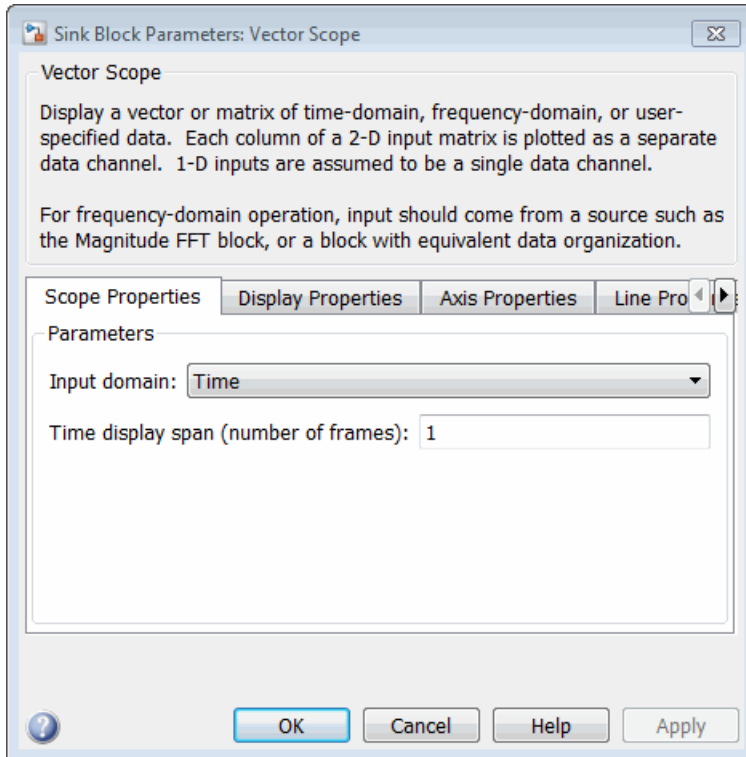 Sink Block Parameters: Vector Scope
Vector Scope
Display a vector or matrix of time-domain, frequency-domain, or user-
specified data.  Each column of a 2-D input matrix is plotted as a separate
data channel.  1-D inputs are assumed to be a single data channel.
For frequency-domain operation, input should come from a source such as
the Magnitude FFT block, or a block with equivalent data organization.
Scope Properties Display Properties Axis Properties Line Pro
Parameters
Input domain: Time
Time display span (number of frames): 1
OK Cancel Help Apply